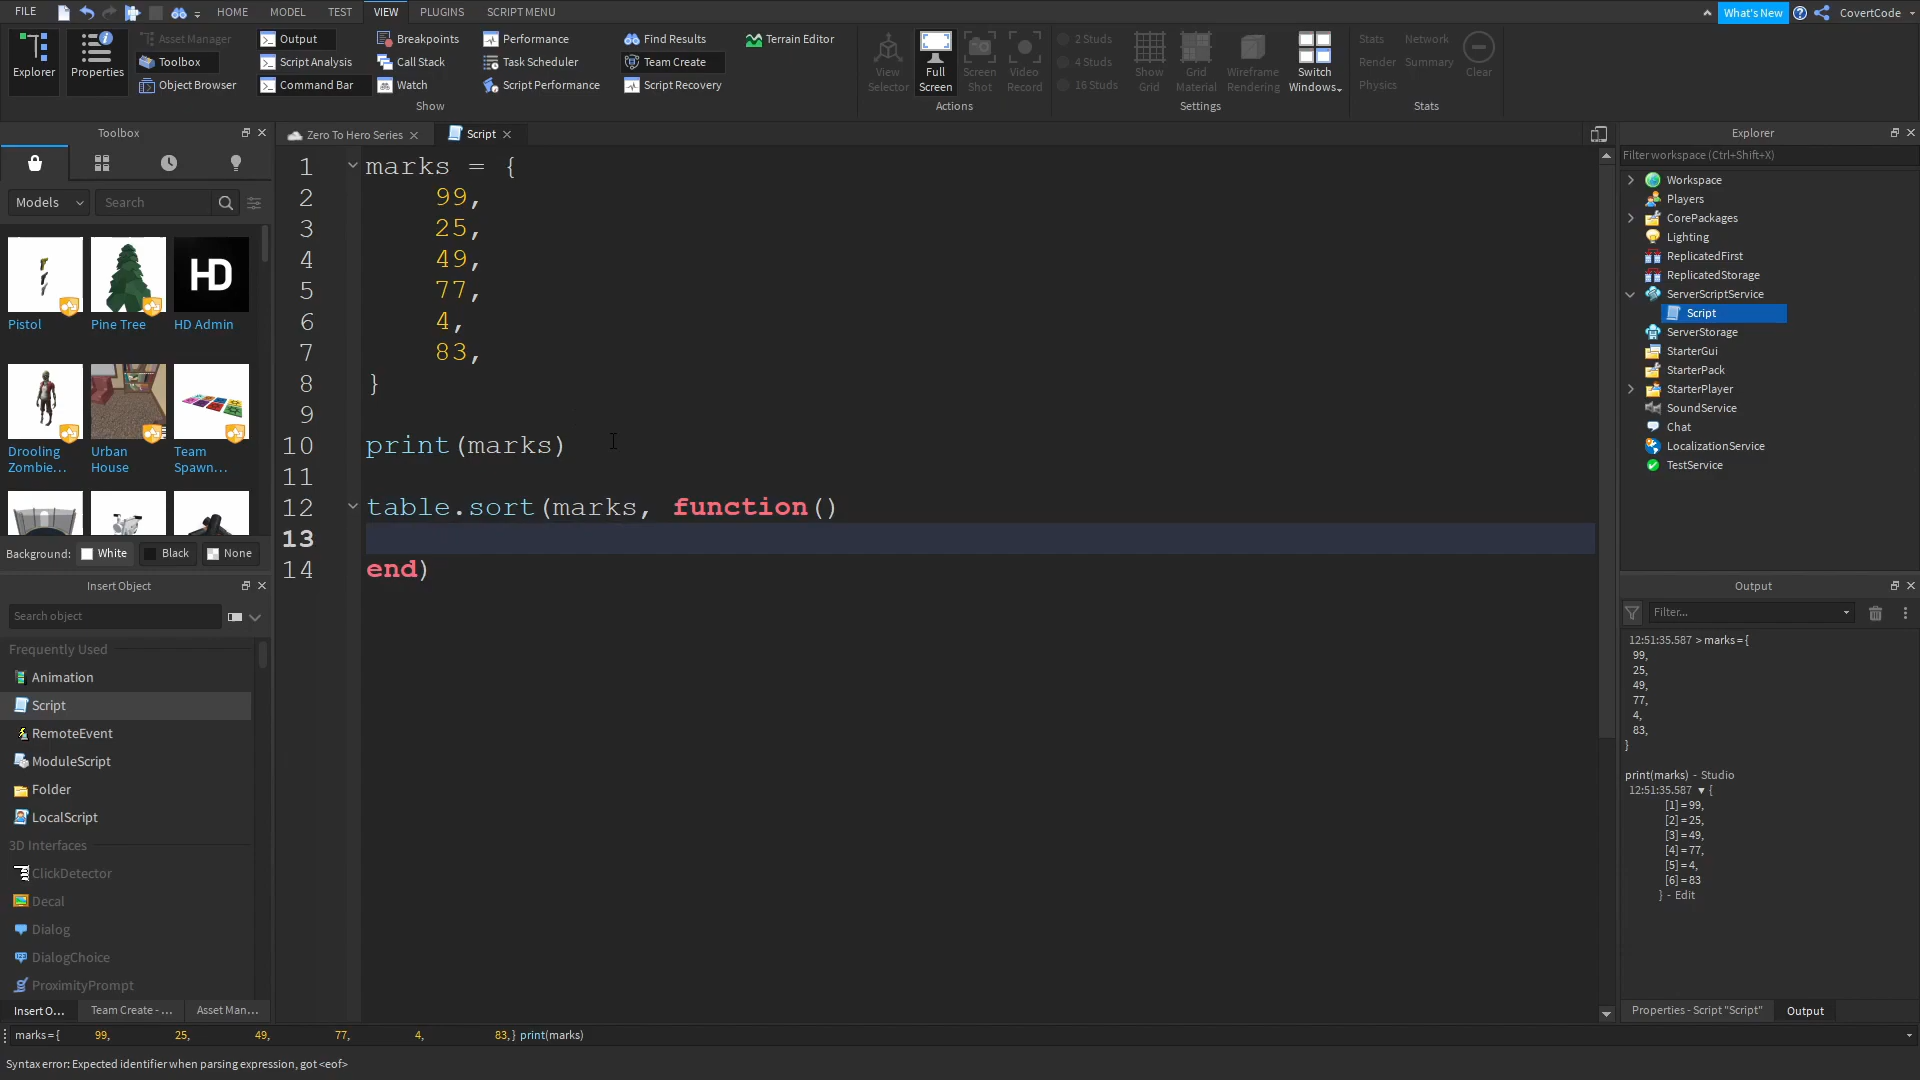 FILE
HOME
MODEL
TEST
VIEW
PLUGINS
SCRIPT MENU
What's New
CovertCode
Explorer
Properties
Asset Manager
Toolbox
Object Browser
Output
Script Analysis
Command Bar
Breakpoints
Call Stack
Watch
Performance
Task Scheduler
Script Performance
Find Results
Team Create
Script Recovery
Terrain Editor
Show
View Selector
Full Screen
Screen Shot
Video Record
Actions
2 Studs
4 Studs
16 Studs
Show Grid
Grid Material
Wireframe Rendering
Switch Windows
Settings
Stats
Render
Physics
Network
Summary
Clear
Stats
Toolbox
Models
Search
HD
Pistol
Pine Tree
HD Admin
Drooling Zombie...
Urban House
Team Spawn...
Background:
White
Black
None
Insert Object
Search object
Frequently Used
Animation
Script
RemoteEvent
ModuleScript
Folder
LocalScript
3D Interfaces
ClickDetector
Decal
Dialog
DialogChoice
ProximityPrompt
Insert O...
Team Create - ...
Asset Man...
Zero To Hero Series
Script
1 marks = {
2 99,
3 25,
4 49,
5 77,
6 4,
7 83,
8 }
9
10 print(marks)
11
12 table.sort(marks, function()
13
14 end)
Explorer
Filter workspace (Ctrl+Shift+X)
Workspace
Players
CorePackages
Lighting
ReplicatedFirst
ReplicatedStorage
ServerScriptService
Script
ServerStorage
StarterGui
StarterPack
StarterPlayer
SoundService
Chat
LocalizationService
TestService
Output
Filter...
12:51:35.587 > marks = {
99,
25,
49,
77,
4,
83,
}
print(marks) - Studio
12:51:35.587 ▼ {
[1] = 99,
[2] = 25,
[3] = 49,
[4] = 77,
[5] = 4,
[6] = 83
} - Edit
Properties - Script "Script"
Output
marks = { 99, 25, 49, 77, 4, 83, } print(marks)
Syntax error: Expected identifier when parsing expression, got <eof>